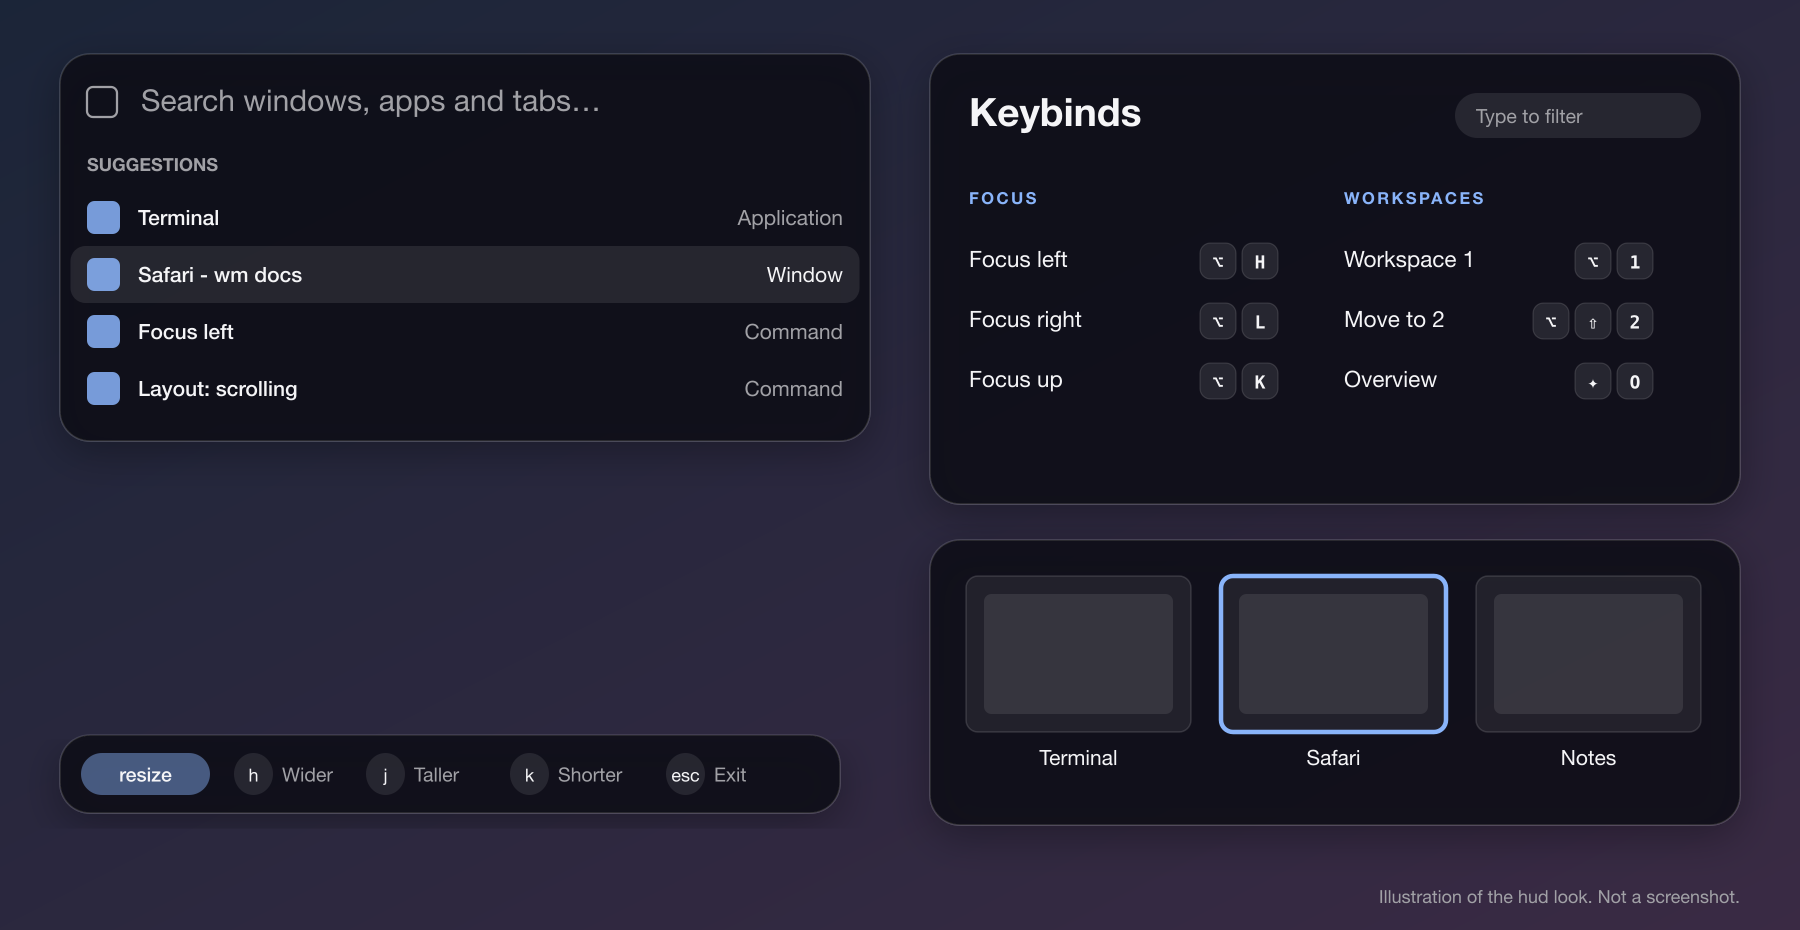 Search windows, apps and tabs...
SUGGESTIONS
Terminal Application
Safari - wm docs Window
Focus left Command
Layout: scrolling Command
resize h Wider j Taller k Shorter esc Exit
Keybinds Type to filter
FOCUS WORKSPACES
Focus left ⌥ H Workspace 1 ⌥ 1
Focus right ⌥ L Move to 2 ⌥ ⇧ 2
Focus up ⌥ K Overview ✦ O
Terminal Safari Notes
Illustration of the hud look. Not a screenshot.